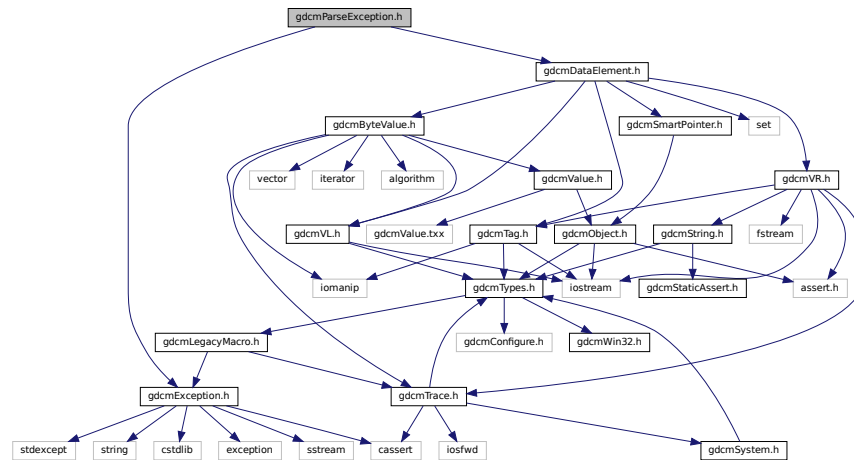 gdcmParseException.h
gdcmDataElement.h
gdcmByteValue.h
gdcmSmartPointer.h
set
vector
iterator
algorithm
gdcmValue.h
gdcmVR.h
gdcmVL.h
gdcmValue.txx
gdcmTag.h
gdcmObject.h
gdcmString.h
fstream
iomanip
gdcmTypes.h
iostream
gdcmStaticAssert.h
assert.h
gdcmLegacyMacro.h
gdcmConfigure.h
gdcmWin32.h
gdcmException.h
gdcmTrace.h
stdexcept
string
cstdlib
exception
sstream
cassert
iosfwd
gdcmSystem.h